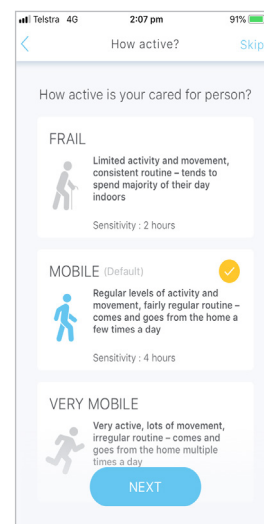 Telstra 4G 2:07 pm 91%
How active? Skip
How active is your cared for person?
FRAIL
Limited activity and movement,
consistent routine – tends to
spend majority of their day
indoors
Sensitivity : 2 hours
MOBILE (Default)
Regular levels of activity and
movement, fairly regular routine –
comes and goes from the home a
few times a day
Sensitivity : 4 hours
VERY MOBILE
Very active, lots of movement,
irregular routine – comes and
goes from the home multiple
times a day
NEXT